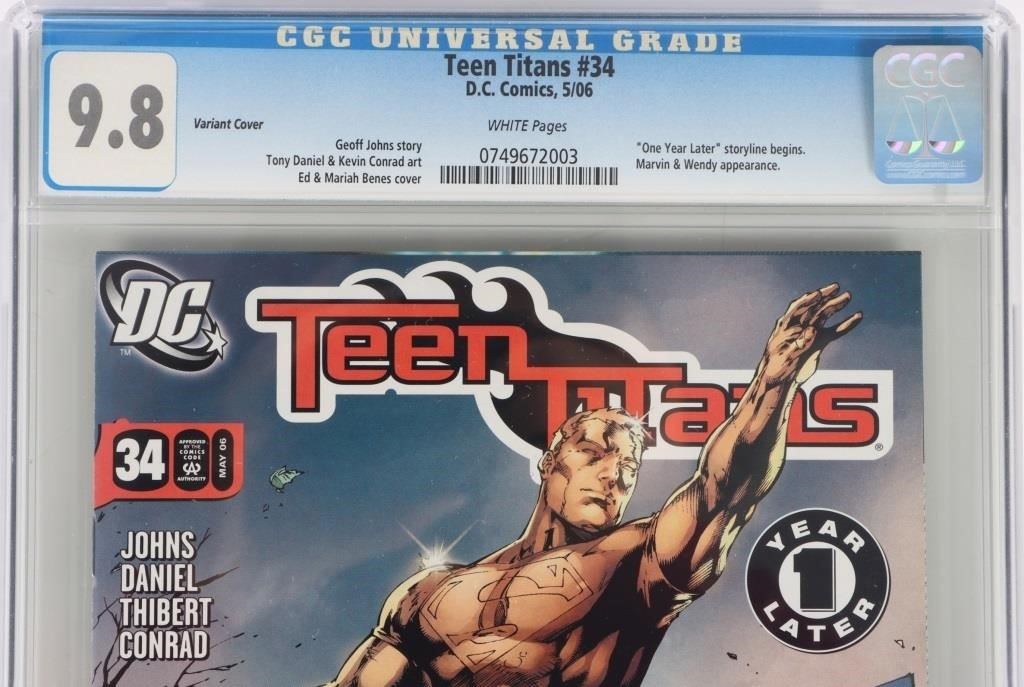 CGC UNIVERSAL GRADE
9.8
Teen Titans #34
D.C. Comics, 5/06
Variant Cover
WHITE Pages
Geoff Johns story
Tony Daniel & Kevin Conrad art
Ed & Mariah Benes cover
0749672003
"One Year Later" storyline begins.
Marvin & Wendy appearance.
CGC
DC
TM
Teen Titans
®
34
APPROVED
BY THE
COMICS
CODE
AUTHORITY
MAY 06
JOHNS
DANIEL
THIBERT
CONRAD
YEAR
1
LATER